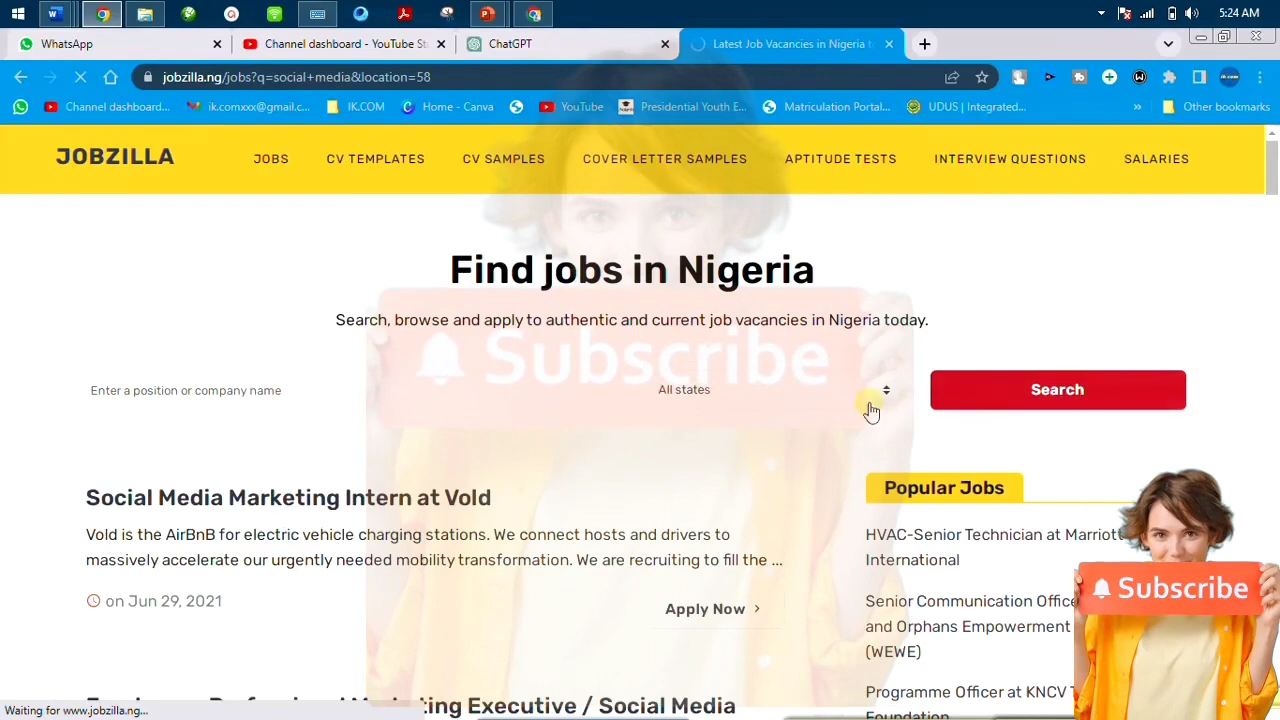 5:24 AM
WhatsApp
Channel dashboard - YouTube St
ChatGPT
Latest Job Vacancies in Nigeria t
jobzilla.ng/jobs?q=social+media&location=58
Channel dashboard...
ik.comxxx@gmail.c...
IK.COM
Home - Canva
YouTube
Presidential Youth E...
Matriculation Portal...
UDUS | Integrated...
»
Other bookmarks
JOBZILLA
JOBS
CV TEMPLATES
CV SAMPLES
COVER LETTER SAMPLES
APTITUDE TESTS
INTERVIEW QUESTIONS
SALARIES
Find jobs in Nigeria
Search, browse and apply to authentic and current job vacancies in Nigeria today.
Subscribe
Enter a position or company name
All states
Search
Social Media Marketing Intern at Vold
Vold is the AirBnB for electric vehicle charging stations. We connect hosts and drivers to
massively accelerate our urgently needed mobility transformation. We are recruiting to fill the ...
on Jun 29, 2021
Apply Now
Marketing Executive / Social Media
Popular Jobs
HVAC-Senior Technician at Marriott
International
Senior Communication Office
and Orphans Empowerment
(WEWE)
Programme Officer at KNCV T
Foundation
Subscribe
Waiting for www.jobzilla.ng...